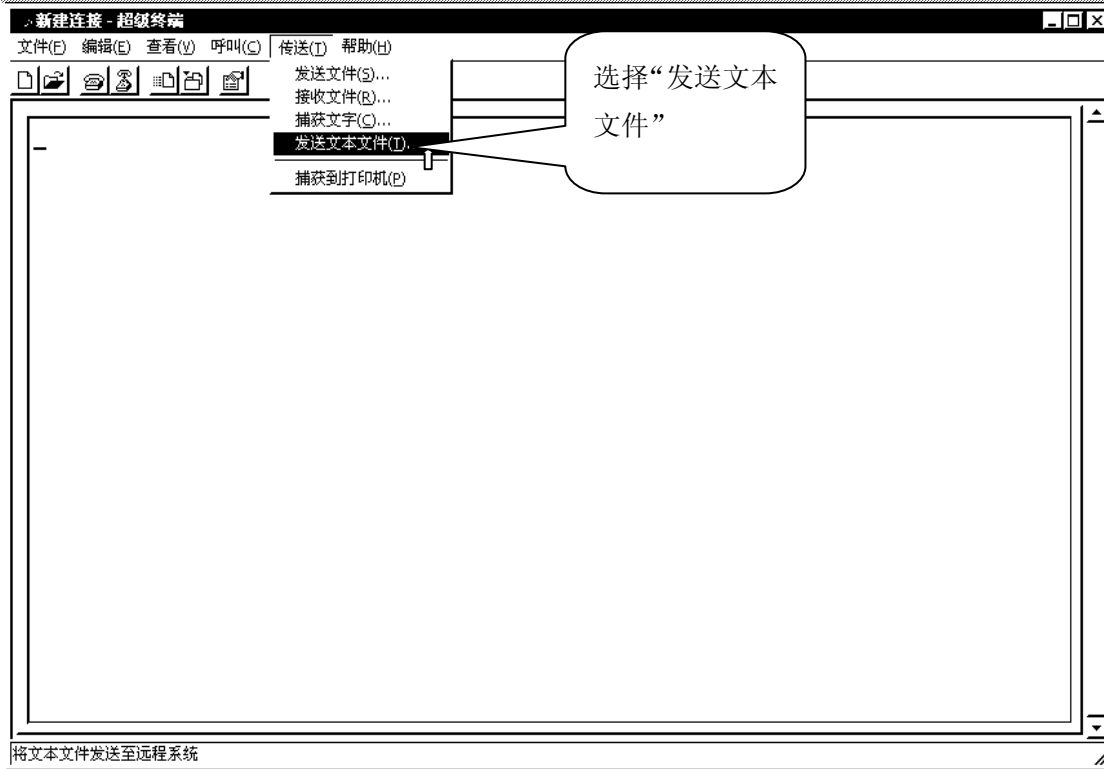 新建连接 - 超级终端
文件(F) 编辑(E) 查看(V) 呼叫(C) 传送(T) 帮助(H)
发送文件(S)...
接收文件(R)...
捕获文字(C)...
发送文本文件(T)..
捕获到打印机(P)
选择“发送文本
文件”
将文本文件发送至远程系统